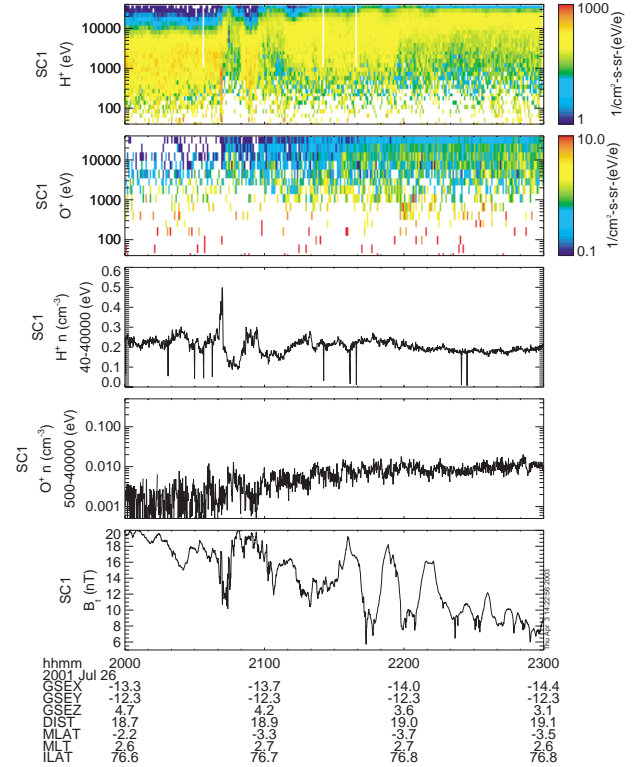 SC1
H⁺ (eV)
10000
1000
100
1000
1
1/cm²-s-sr-(eV/e)
SC1
O⁺ (eV)
10000
1000
100
10.0
0.1
1/cm²-s-sr-(eV/e)
SC1
H⁺ n (cm⁻³)
40-40000 (eV)
0.6
0.5
0.4
0.3
0.2
0.1
0.0
SC1
O⁺ n (cm⁻³)
500-40000 (eV)
0.100
0.010
0.001
SC1
Bₜ (nT)
20
18
16
14
12
10
8
6
Thu Apr 3 14:22:56 2003
hhmm 2000 2100 2200 2300
2001 Jul 26
GSEX -13.3 -13.7 -14.0 -14.4
GSEY -12.3 -12.3 -12.3 -12.3
GSEZ 4.7 4.2 3.6 3.1
DIST 18.7 18.9 19.0 19.1
MLAT -2.2 -3.3 -3.7 -3.5
MLT 2.6 2.7 2.7 2.6
ILAT 76.6 76.7 76.8 76.8